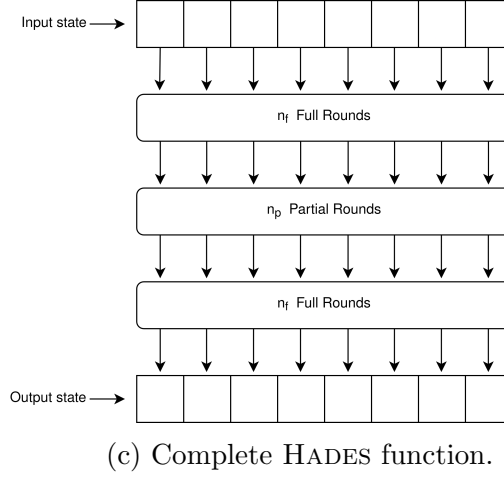 Input state
n_f Full Rounds
n_p Partial Rounds
n_f Full Rounds
Output state
(c) Complete HADES function.